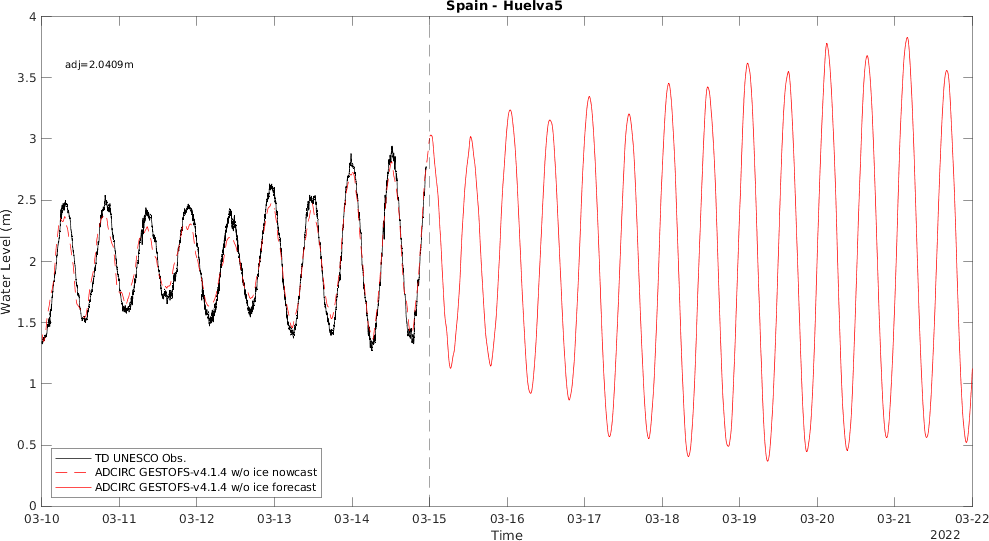 Spain - Huelva5
adj=2.0409m
Water Level (m)
4
3.5
3
2.5
2
1.5
1
0.5
0
TD UNESCO Obs.
ADCIRC GESTOFS-v4.1.4 w/o ice nowcast
ADCIRC GESTOFS-v4.1.4 w/o ice forecast
03-10 03-11 03-12 03-13 03-14 03-15 03-16 03-17 03-18 03-19 03-20 03-21 03-22
Time
2022